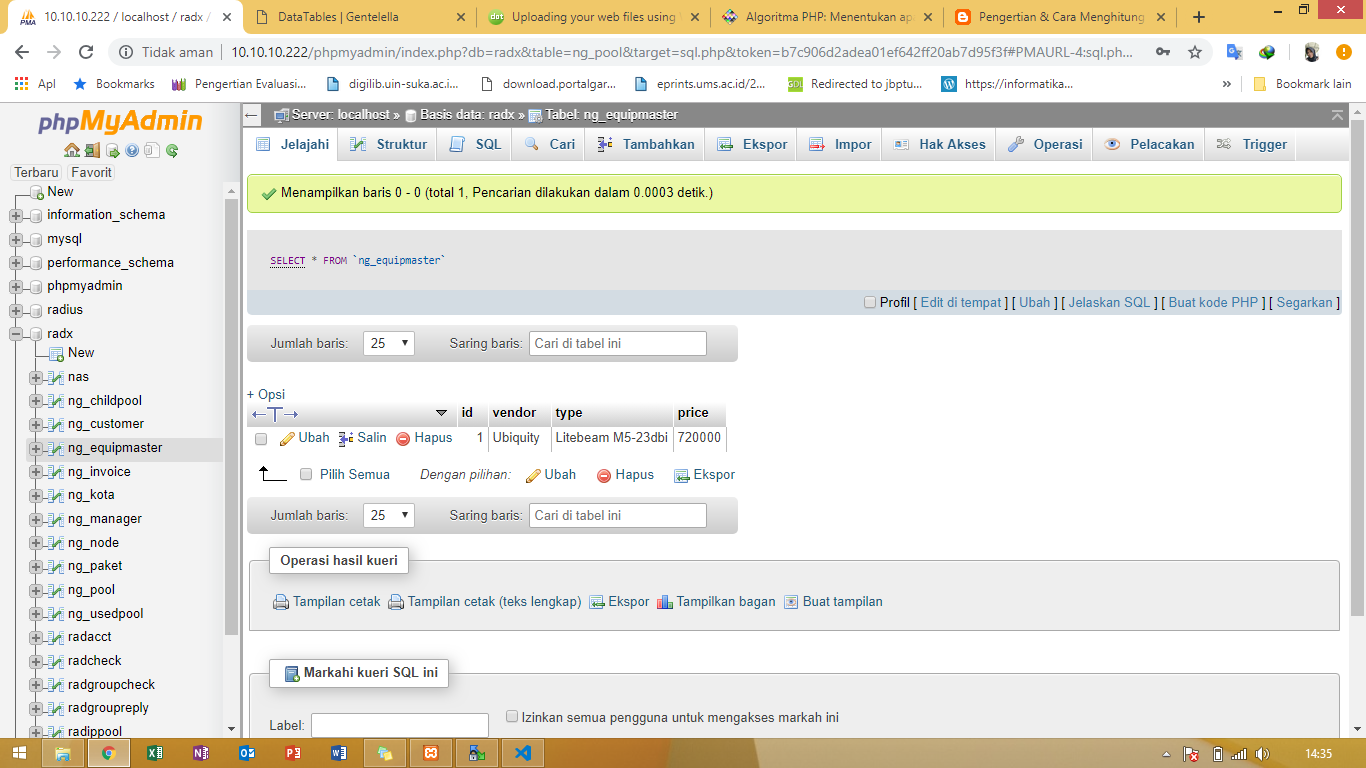 10.10.10.222 / localhost / radx /
DataTables | Gentelella
Uploading your web files using
Algoritma PHP: Menentukan ap
Pengertian & Cara Menghitung
Tidak aman | 10.10.10.222/phpmyadmin/index.php?db=radx&table=ng_pool&target=sql.php&token=b7c906d2adea01ef642ff20ab7d95f3f#PMAURL-4:sql.ph...
Apl Bookmarks Pengertian Evaluasi... digilib.uin-suka.ac.i... download.portalgar... eprints.ums.ac.id/2... Redirected to jbptu... https://informatika... » Bookmark lain
phpMyAdmin
Terbaru Favorit
New
information_schema
mysql
performance_schema
phpmyadmin
radius
radx
New
nas
ng_childpool
ng_customer
ng_equipmaster
ng_invoice
ng_kota
ng_manager
ng_node
ng_paket
ng_pool
ng_usedpool
radacct
radcheck
radgroupcheck
radgroupreply
radippool
Server: localhost » Basis data: radx » Tabel: ng_equipmaster
Jelajahi Struktur SQL Cari Tambahkan Ekspor Impor Hak Akses Operasi Pelacakan Trigger
Menampilkan baris 0 - 0 (total 1, Pencarian dilakukan dalam 0.0003 detik.)
SELECT * FROM `ng_equipmaster`
Profil [ Edit di tempat ] [ Ubah ] [ Jelaskan SQL ] [ Buat kode PHP ] [ Segarkan ]
Jumlah baris: 25 Saring baris: Cari di tabel ini
+ Opsi
←T→ id vendor type price
Ubah Salin Hapus 1 Ubiquity Litebeam M5-23dbi 720000
Pilih Semua Dengan pilihan: Ubah Hapus Ekspor
Jumlah baris: 25 Saring baris: Cari di tabel ini
Operasi hasil kueri
Tampilan cetak Tampilan cetak (teks lengkap) Ekspor Tampilkan bagan Buat tampilan
Markahi kueri SQL ini
Label: Izinkan semua pengguna untuk mengakses markah ini
14:35